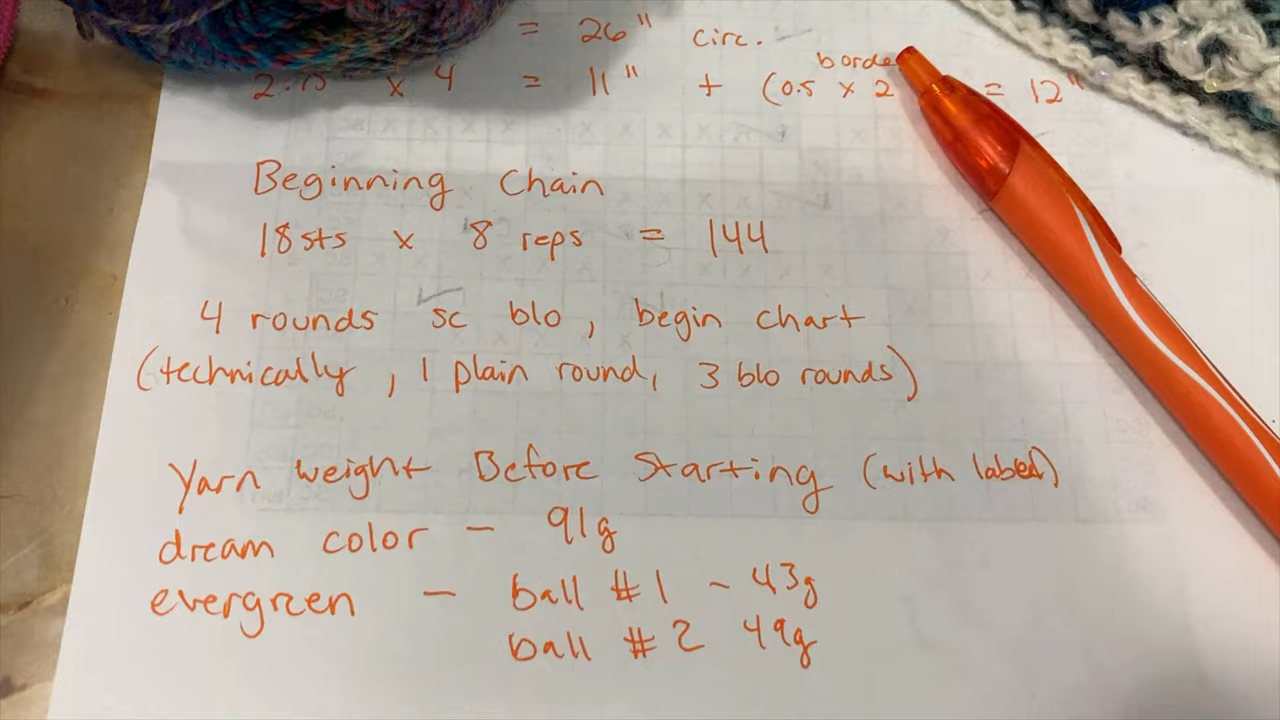 = 26" circ.
border
x 4 = 11" + (0.5 x 2 = 12"
Beginning Chain
18 sts x 8 reps = 144
4 rounds sc blo, begin chart
(technically, 1 plain round, 3 blo rounds)
Yarn weight Before Starting (with label)
dream color - 91g
evergreen - ball #1 - 43g
ball #2 49g